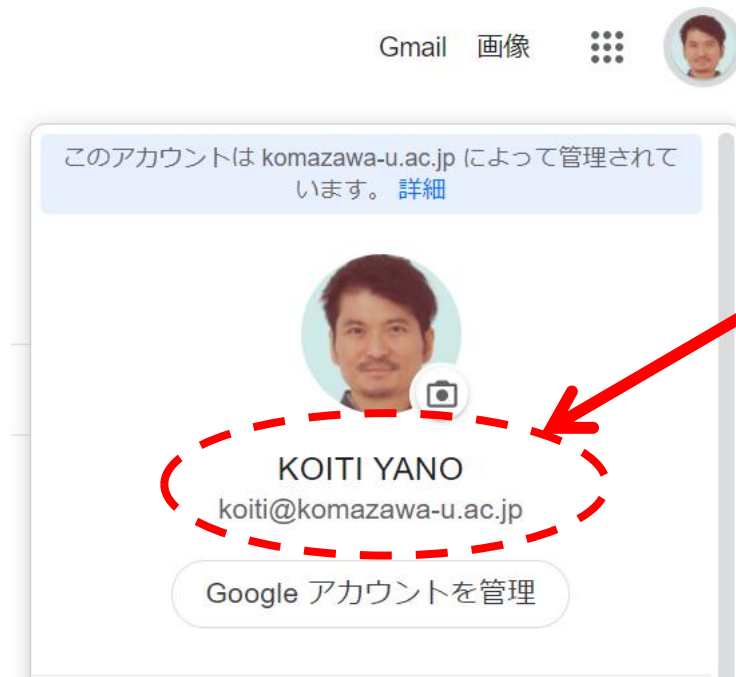 Gmail 画像
このアカウントは komazawa-u.ac.jp によって管理されて
います。 詳細
KOITI YANO
koiti@komazawa-u.ac.jp
Google アカウントを管理